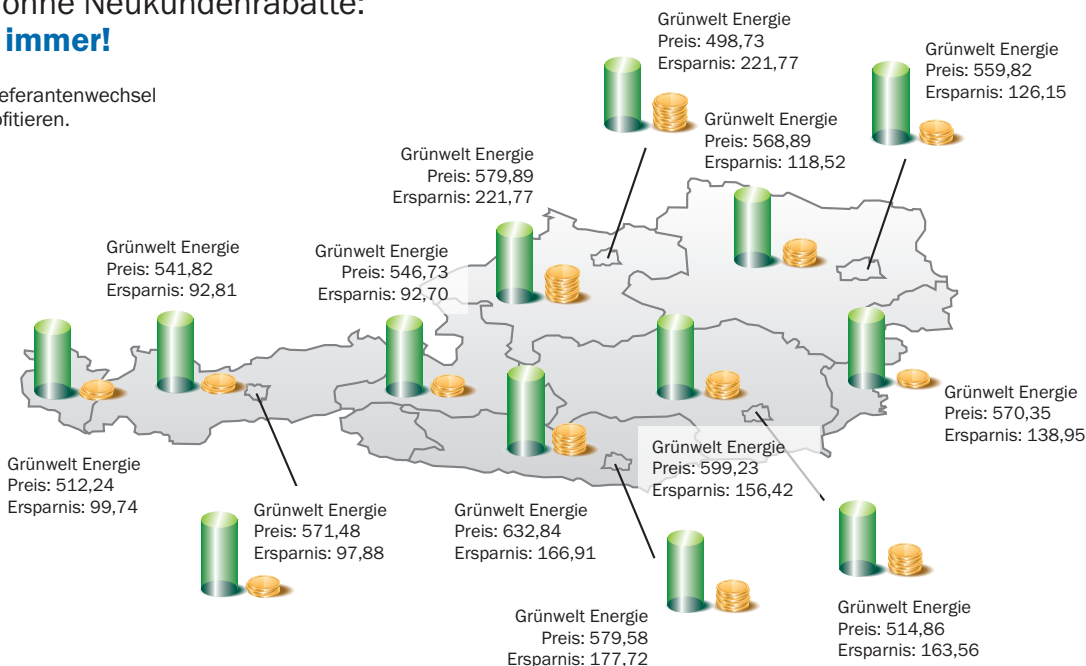 ohne Neukundenrabatte:
immer!
eferantenwechsel
ofitieren.
Grünwelt Energie
Preis: 498,73
Ersparnis: 221,77
Grünwelt Energie
Preis: 559,82
Ersparnis: 126,15
Grünwelt Energie
Preis: 568,89
Ersparnis: 118,52
Grünwelt Energie
Preis: 579,89
Ersparnis: 221,77
Grünwelt Energie
Preis: 541,82
Ersparnis: 92,81
Grünwelt Energie
Preis: 546,73
Ersparnis: 92,70
Grünwelt Energie
Preis: 570,35
Ersparnis: 138,95
Grünwelt Energie
Preis: 599,23
Ersparnis: 156,42
Grünwelt Energie
Preis: 512,24
Ersparnis: 99,74
Grünwelt Energie
Preis: 571,48
Ersparnis: 97,88
Grünwelt Energie
Preis: 632,84
Ersparnis: 166,91
Grünwelt Energie
Preis: 579,58
Ersparnis: 177,72
Grünwelt Energie
Preis: 514,86
Ersparnis: 163,56